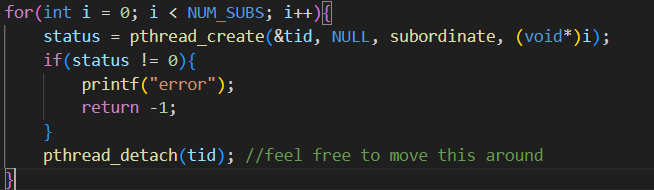 for(int i = 0; i < NUM_SUBS; i++){
    status = pthread_create(&tid, NULL, subordinate, (void*)i);
    if(status != 0){
        printf("error");
        return -1;
    }
    pthread_detach(tid); //feel free to move this around
}